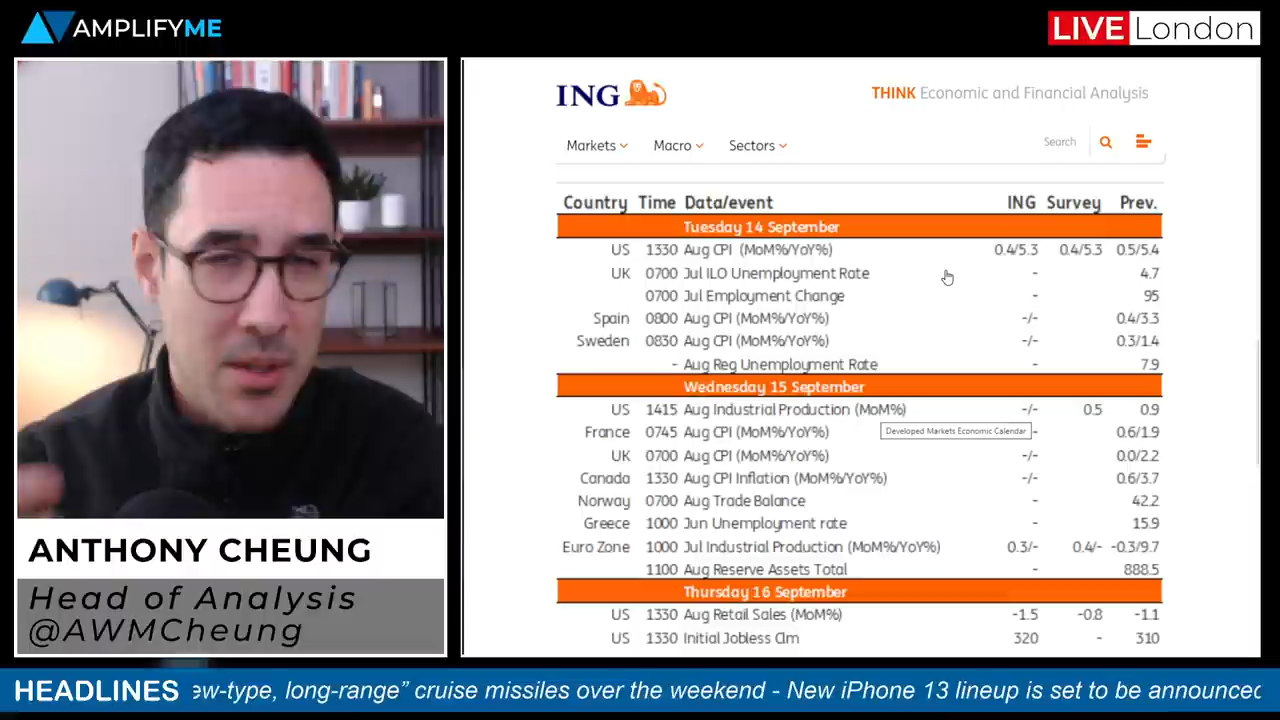 AMPLIFYME
LIVE London
ING
THINK Economic and Financial Analysis
Markets Macro Sectors Search
Country Time Data/event ING Survey Prev.
Tuesday 14 September
US 1330 Aug CPI (MoM%/YoY%) 0.4/5.3 0.4/5.3 0.5/5.4
UK 0700 Jul ILO Unemployment Rate - 4.7
0700 Jul Employment Change - 95
Spain 0800 Aug CPI (MoM%/YoY%) -/- 0.4/3.3
Sweden 0830 Aug CPI (MoM%/YoY%) -/- 0.3/1.4
- Aug Reg Unemployment Rate - 7.9
Wednesday 15 September
US 1415 Aug Industrial Production (MoM%) -/- 0.5 0.9
France 0745 Aug CPI (MoM%/YoY%) - 0.6/1.9
Developed Markets Economic Calendar
UK 0700 Aug CPI (MoM%/YoY%) -/- 0.0/2.2
Canada 1330 Aug CPI Inflation (MoM%/YoY%) -/- 0.6/3.7
Norway 0700 Aug Trade Balance - 42.2
Greece 1000 Jun Unemployment rate - 15.9
Euro Zone 1000 Jul Industrial Production (MoM%/YoY%) 0.3/- 0.4/- -0.3/9.7
1100 Aug Reserve Assets Total - 888.5
Thursday 16 September
US 1330 Aug Retail Sales (MoM%) -1.5 -0.8 -1.1
US 1330 Initial Jobless Clm 320 - 310
ANTHONY CHEUNG
Head of Analysis
@AWMCheung
HEADLINES ew-type, long-range” cruise missiles over the weekend - New iPhone 13 lineup is set to be announced